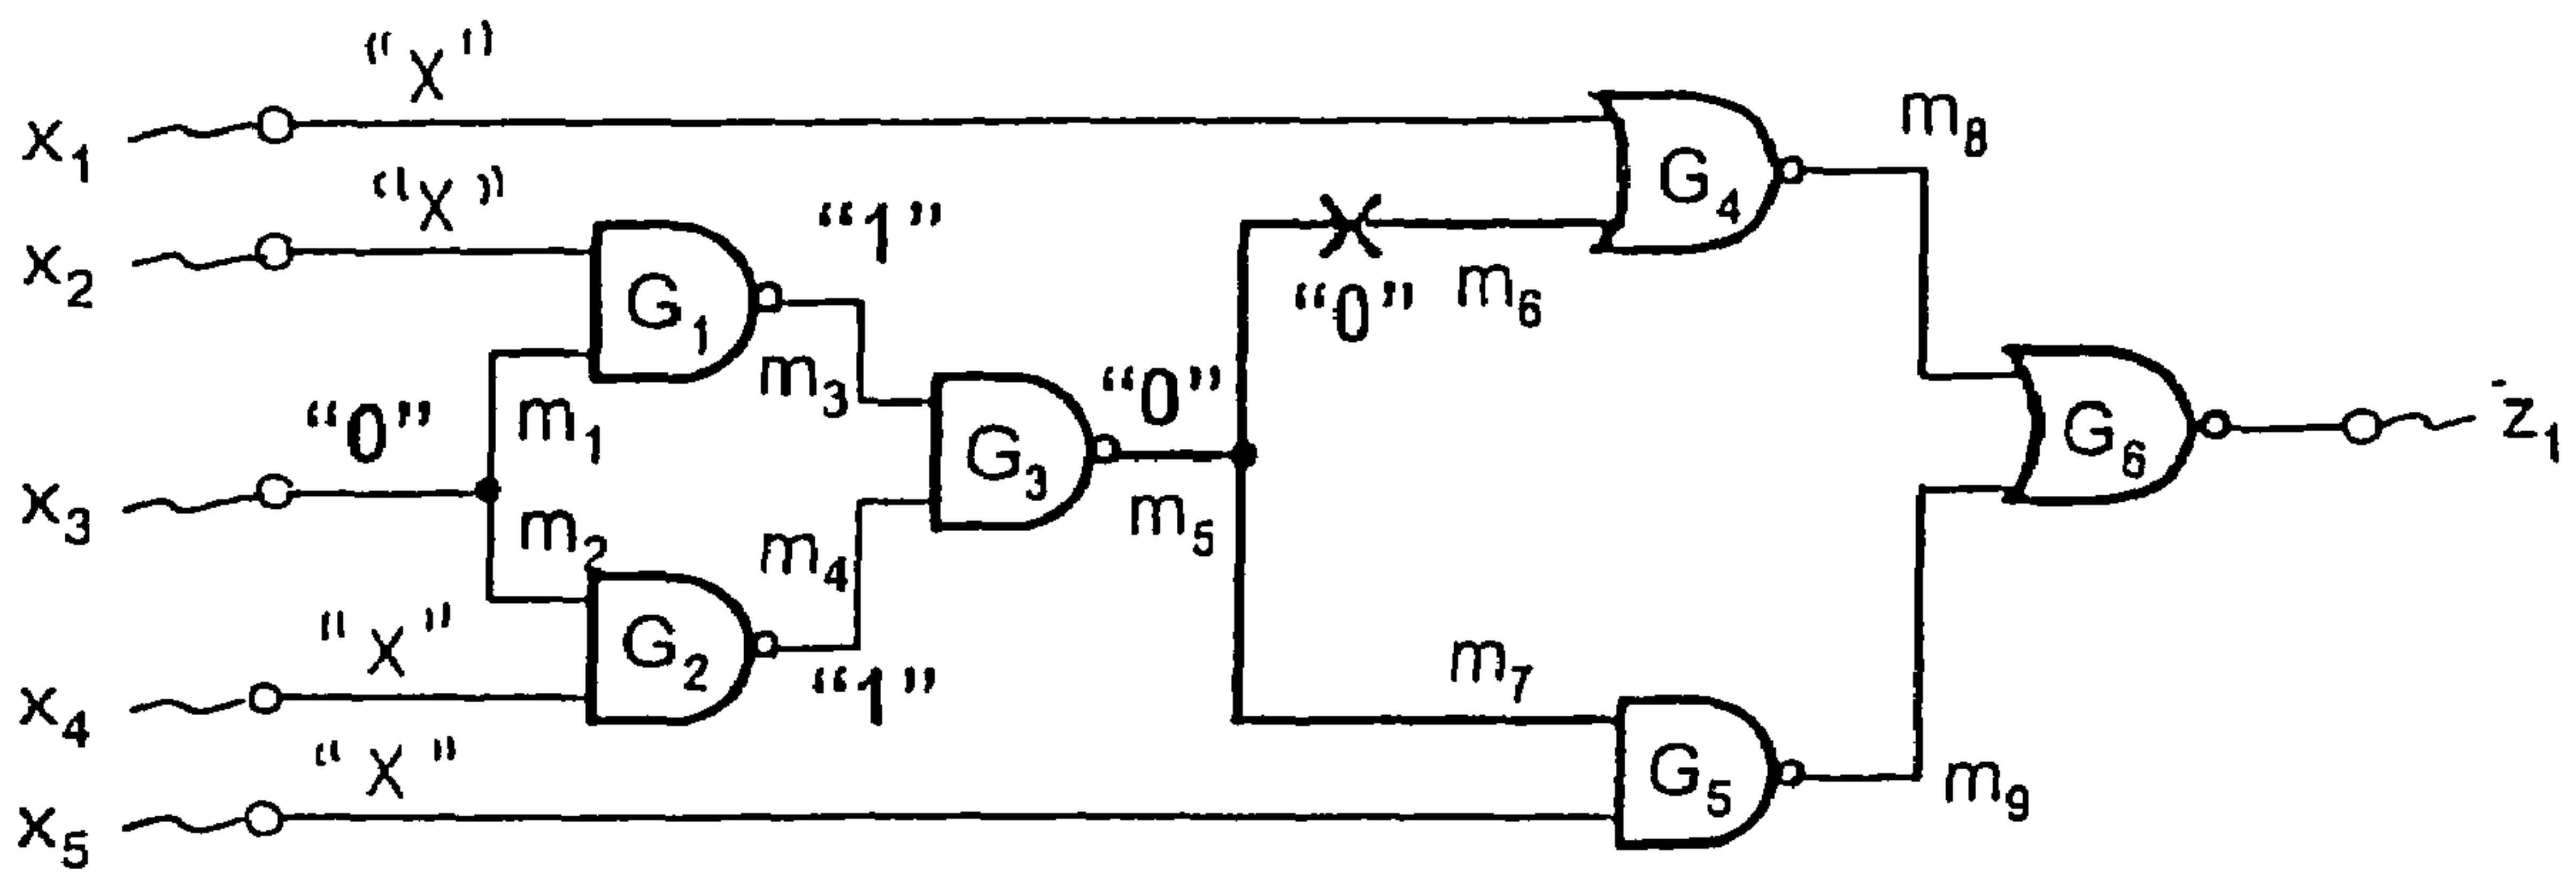 “X”
x₁
“X”
x₂
G₁
“1”
m₃
m₁
“0”
x₃
m₂
G₂
m₄
“1”
“X”
x₄
“X”
x₅
G₃
“0”
m₅
“0”
m₆
G₄
m₈
m₇
G₅
m₉
G₆
z₁